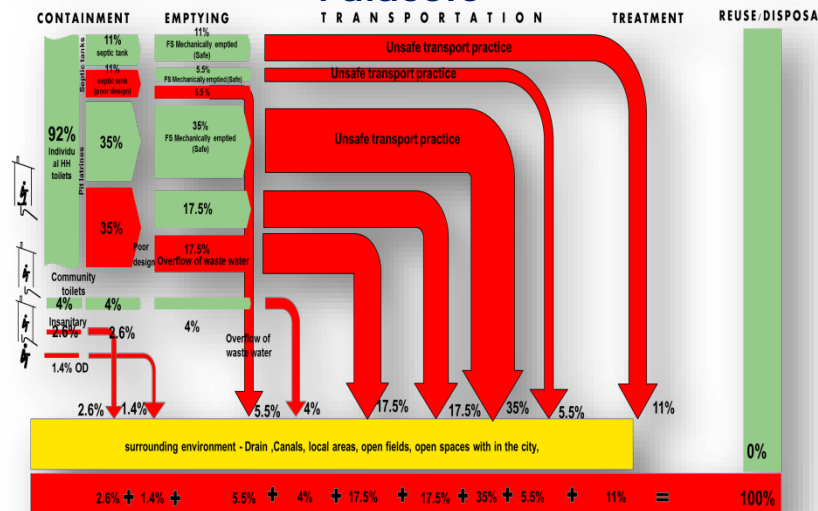 CONTAINMENT EMPTYING TRANSPORTATION TREATMENT REUSE/DISPOSA
Septic tanks
11%
septic tank
11%
FS Mechanically emptied
(Safe)
Unsafe transport practice
11%
septic tank
(poor design)
5.5%
FS Mechanically emptied(Safe)
Unsafe transport practice
5.5 %
92%
Individu
al HH
toilets
Pit latrines
35%
35%
FS Mechanically emptied
(Safe)
Unsafe transport practice
35%
17.5%
Poor
design
17.5%
Overflow of waste water
Community
toilets
4%
4%
4%
Insanitary
2.6%
2.6%
Overflow of
waste water
1.4% OD
2.6% 1.4% 5.5% 4% 17.5% 17.5% 35% 5.5% 11%
surrounding environment - Drain ,Canals, local areas, open fields, open spaces with in the city,
0%
2.6% + 1.4% + 5.5% + 4% + 17.5% + 17.5% + 35% + 5.5% + 11% = 100%